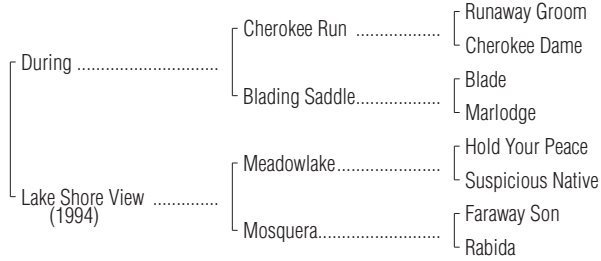 Runaway Groom
Cherokee Run ..................
Cherokee Dame
During ..............................
Blade
Blading Saddle..................
Marlodge
Hold Your Peace
Meadowlake......................
Suspicious Native
Lake Shore View ..............
(1994)
Faraway Son
Mosquera..........................
Rabida